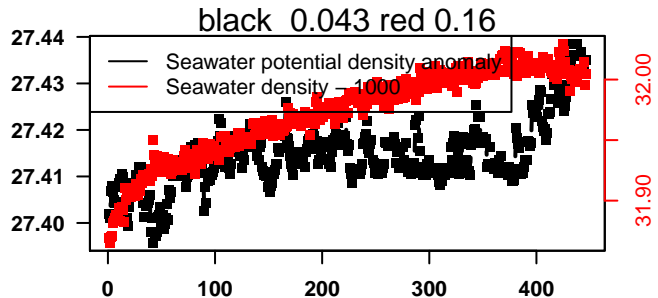 black  0.043 red 0.16
27.44
27.43
27.42
27.41
27.40
Seawater potential density anomaly
Seawater density - 1000
32.00
31.90
0 100 200 300 400